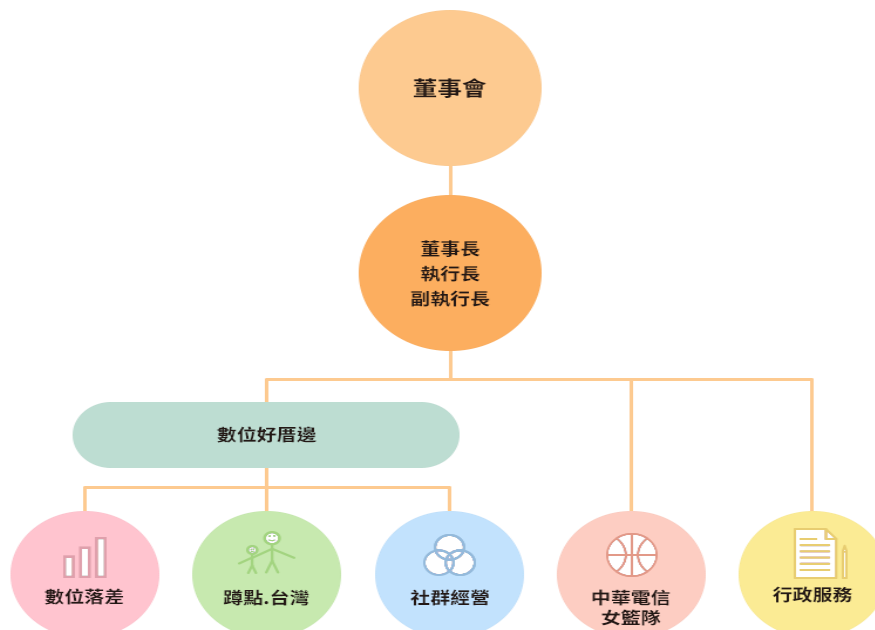 董事會
董事長
執行長
副執行長
數位好厝邊
數位落差
蹲點.台灣
社群經營
中華電信
女籃隊
行政服務